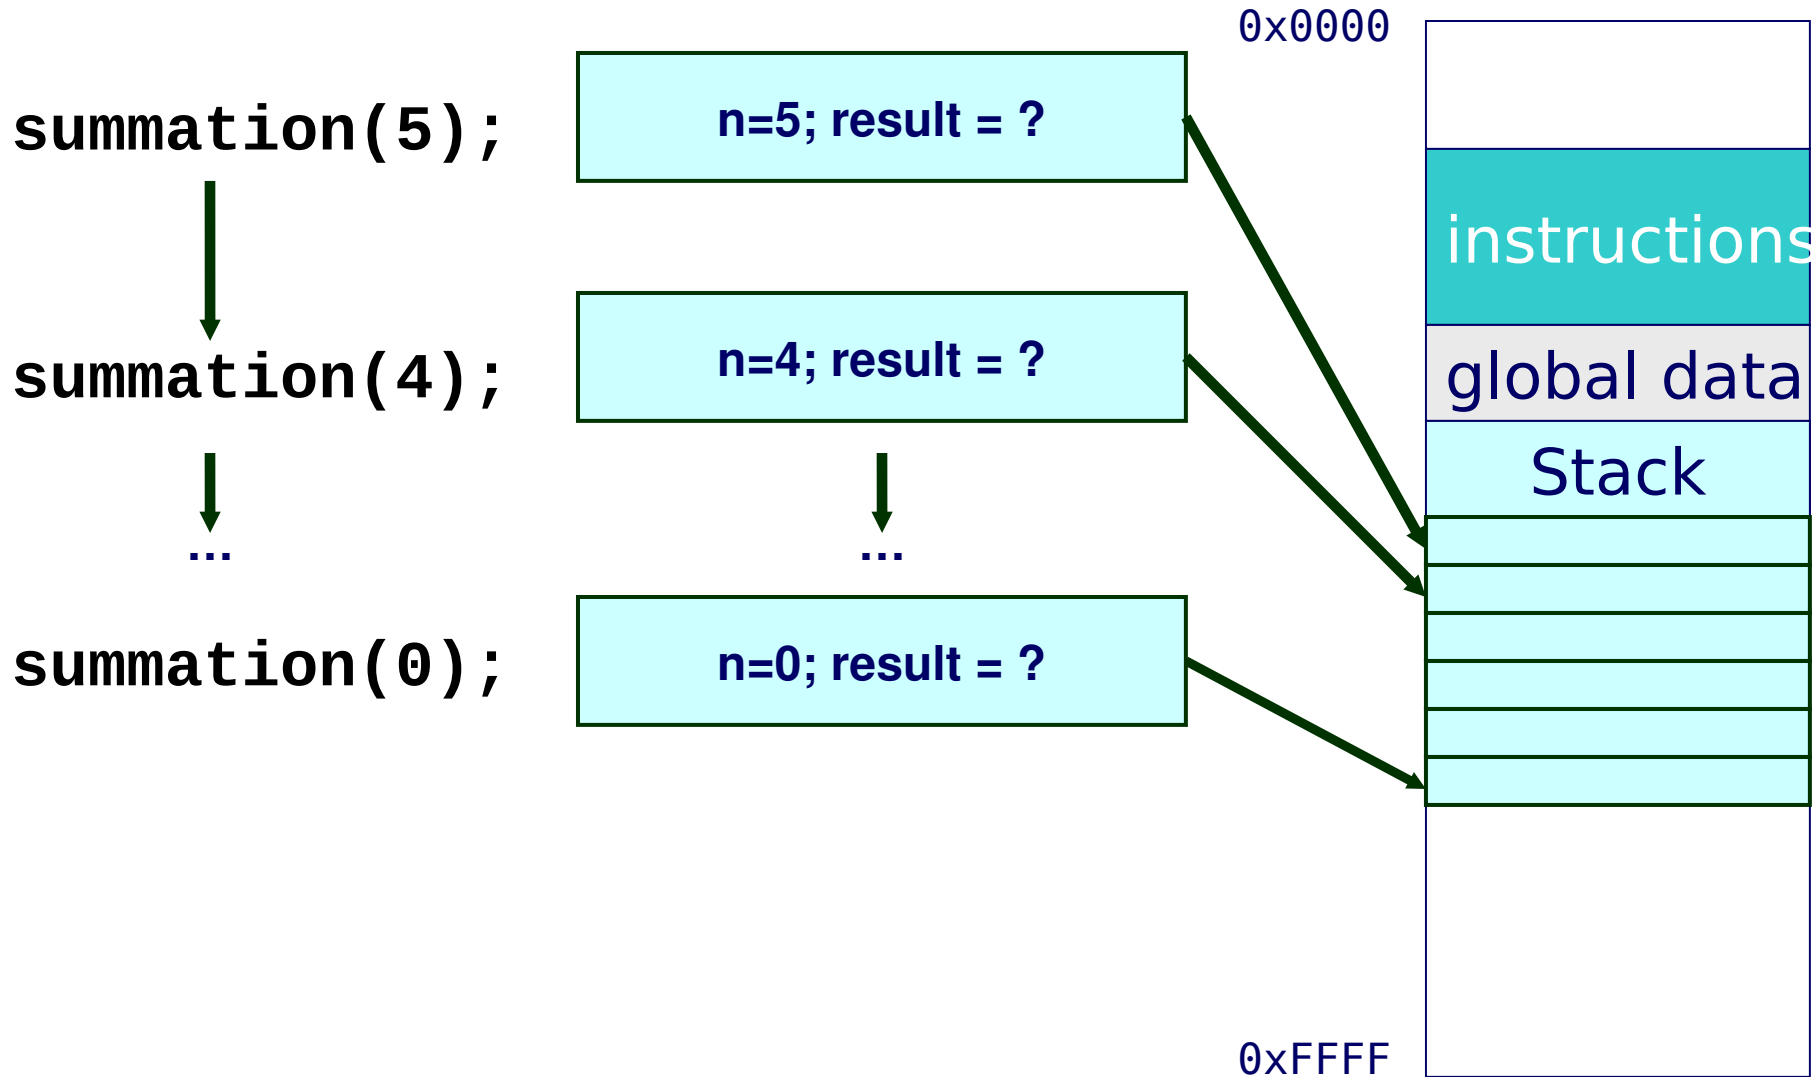 0x0000
summation(5);
n=5; result = ?
instructions
summation(4);
n=4; result = ?
global data
Stack
...
...
summation(0);
n=0; result = ?
0xFFFF